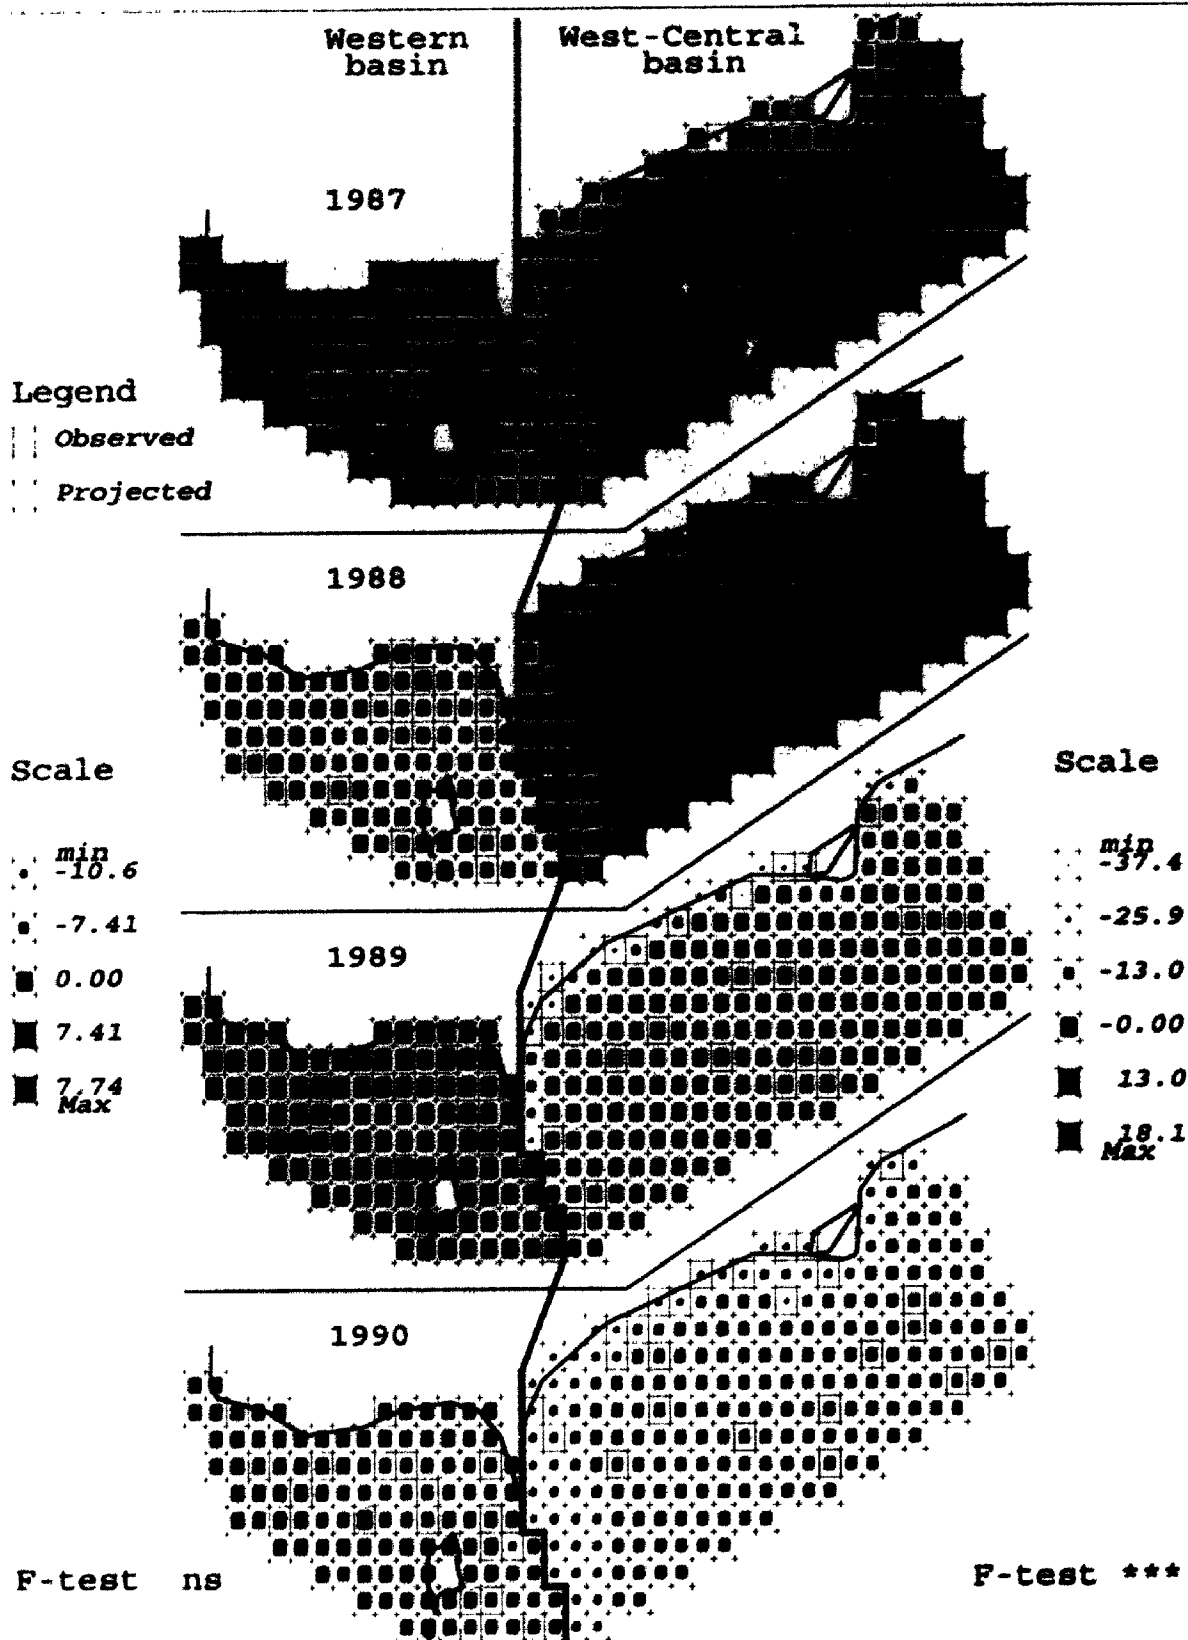 Western
basin
West-Central
basin
1987
Legend
Observed
Projected
1988
Scale
min
-10.6
-7.41
0.00
7.41
7.74
Max
Scale
min
-37.4
-25.9
-13.0
-0.00
13.0
18.1
Max
1989
1990
F-test ns
F-test ***